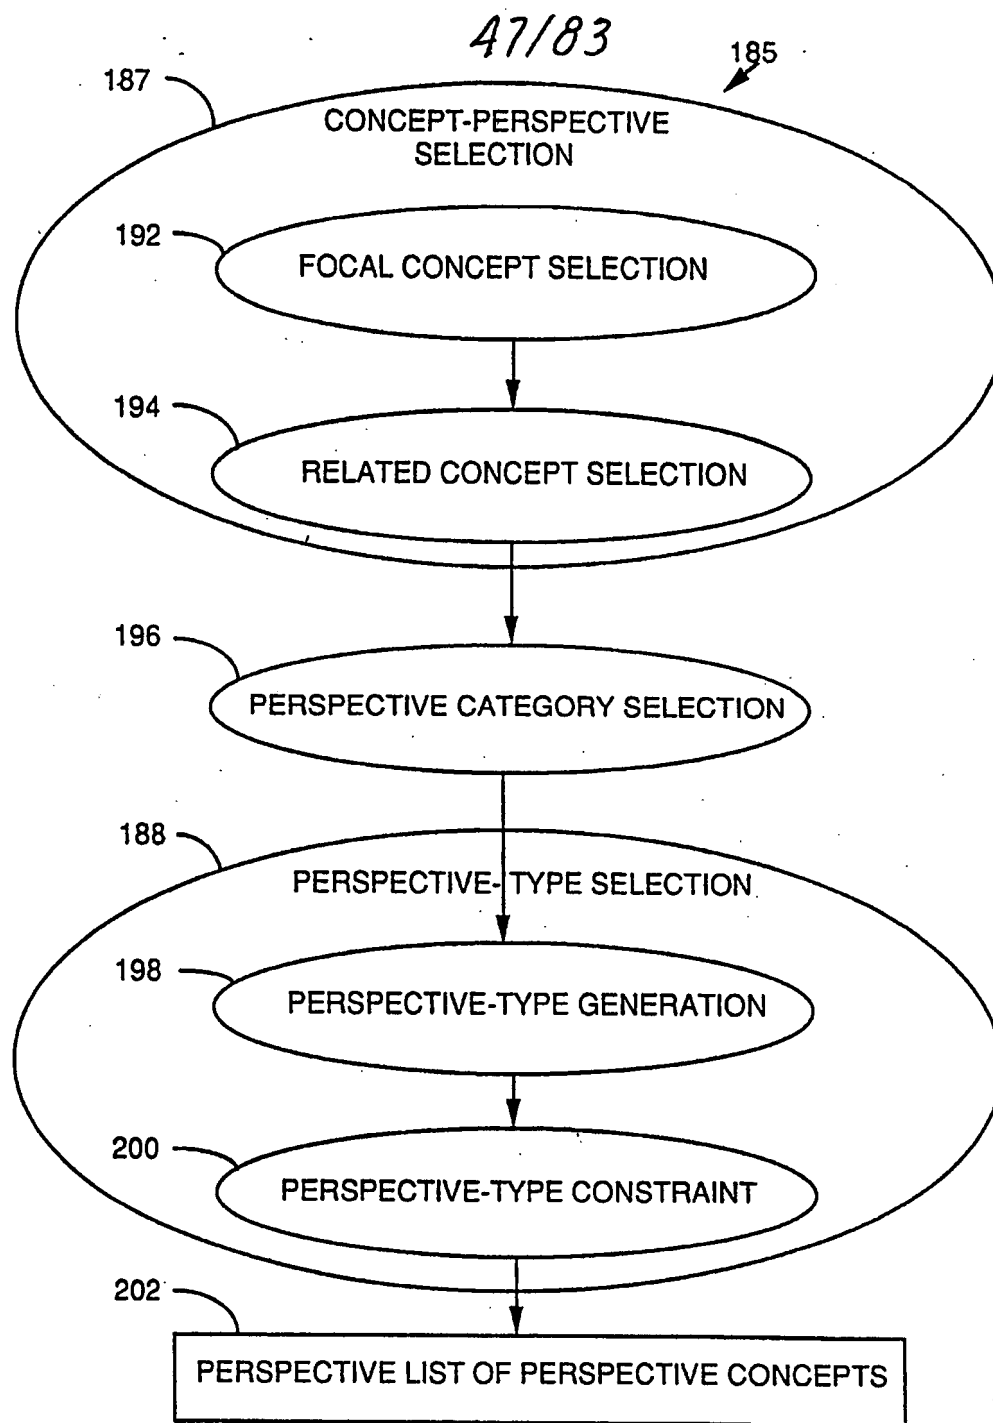 47/83
185
187
CONCEPT-PERSPECTIVE
SELECTION
192
FOCAL CONCEPT SELECTION
194
RELATED CONCEPT SELECTION
196
PERSPECTIVE CATEGORY SELECTION
188
PERSPECTIVE-TYPE SELECTION
198
PERSPECTIVE-TYPE GENERATION
200
PERSPECTIVE-TYPE CONSTRAINT
202
PERSPECTIVE LIST OF PERSPECTIVE CONCEPTS